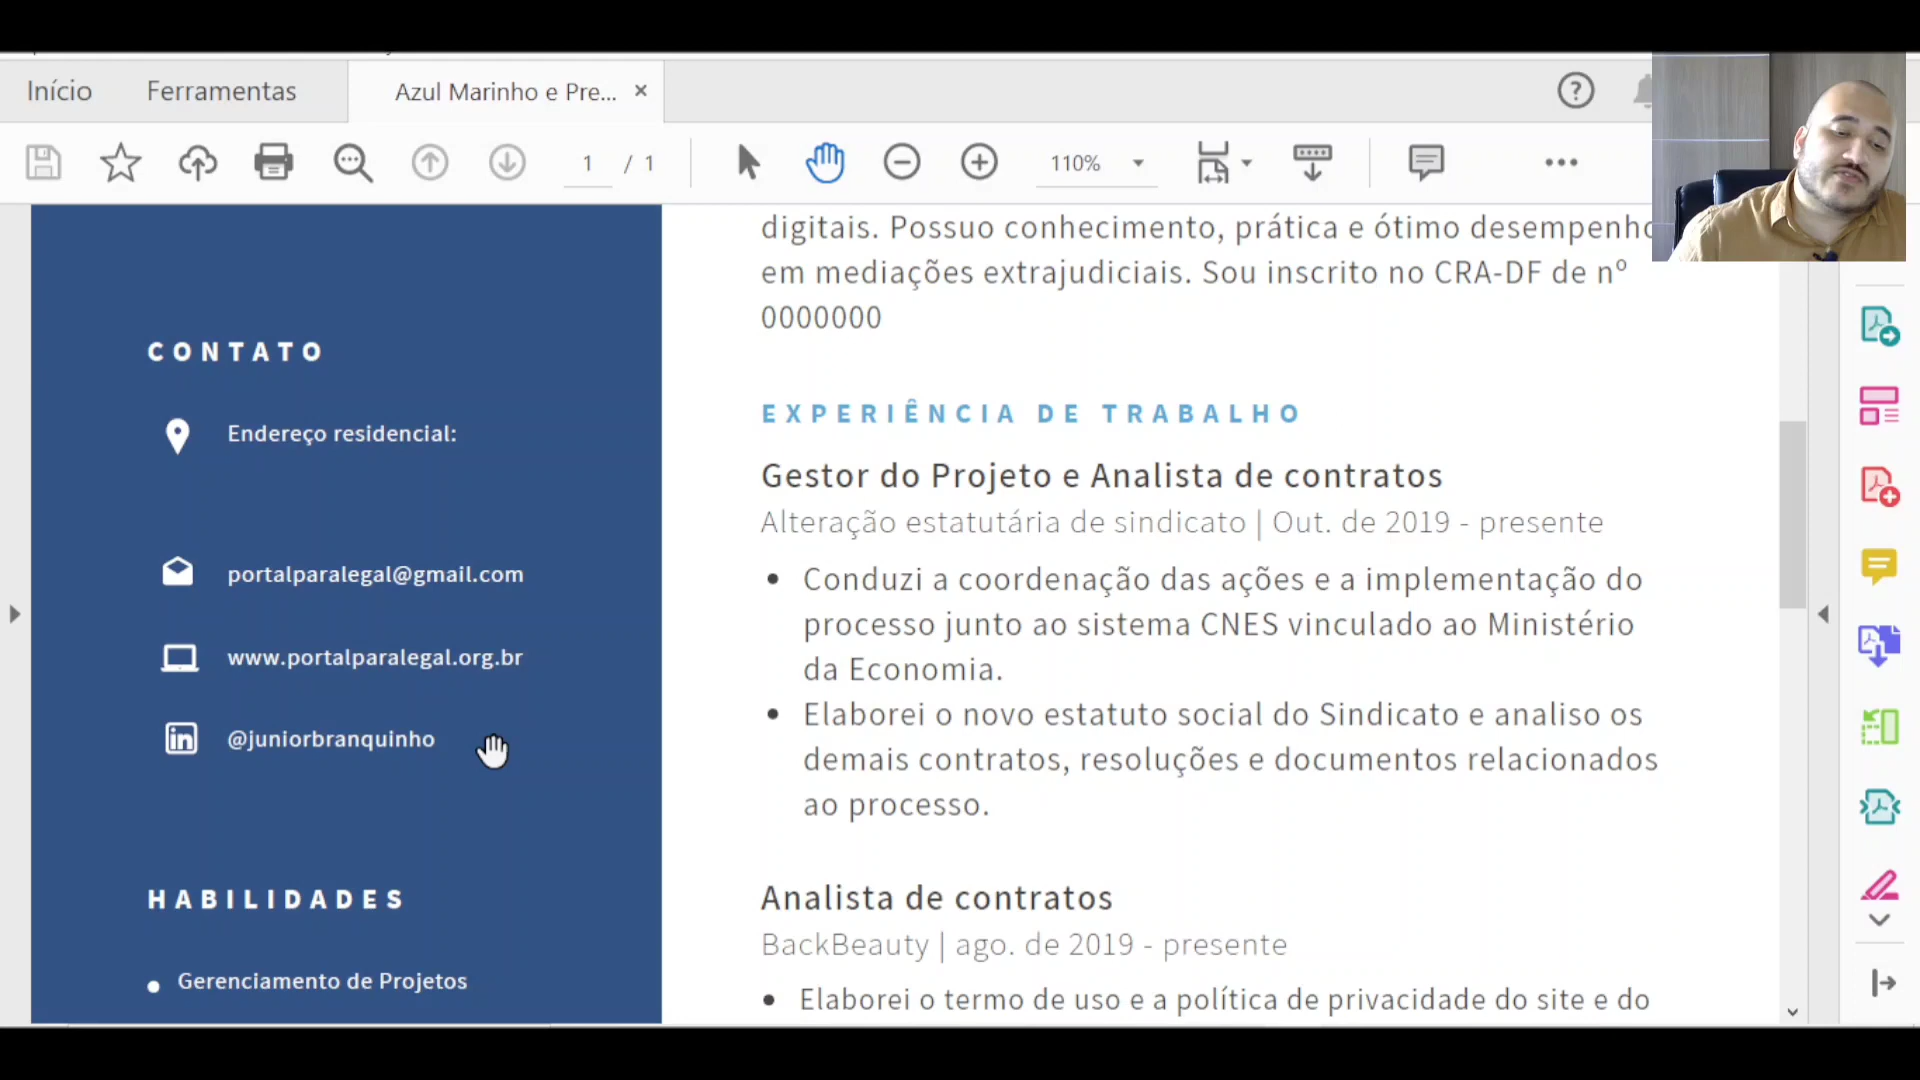 Início
Ferramentas
Azul Marinho e Pre...
1 / 1
110%
CONTATO
Endereço residencial:
portalparalegal@gmail.com
www.portalparalegal.org.br
@juniorbranquinho
HABILIDADES
Gerenciamento de Projetos
digitais. Possuo conhecimento, prática e ótimo desempenho
em mediações extrajudiciais. Sou inscrito no CRA-DF de nº
0000000
EXPERIÊNCIA DE TRABALHO
Gestor do Projeto e Analista de contratos
Alteração estatutária de sindicato | Out. de 2019 - presente
Conduzi a coordenação das ações e a implementação do
processo junto ao sistema CNES vinculado ao Ministério
da Economia.
Elaborei o novo estatuto social do Sindicato e analiso os
demais contratos, resoluções e documentos relacionados
ao processo.
Analista de contratos
BackBeauty | ago. de 2019 - presente
Elaborei o termo de uso e a política de privacidade do site e do